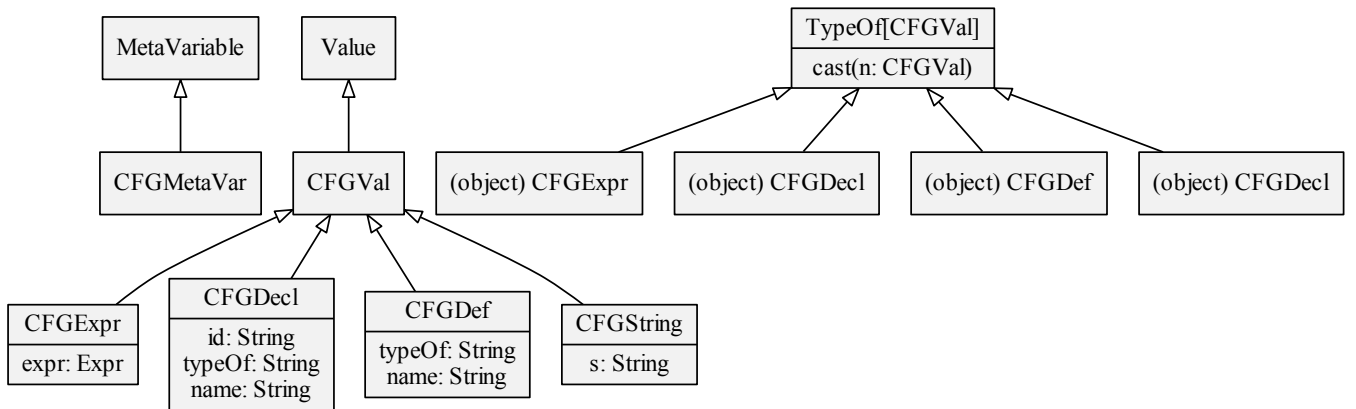 MetaVariable
Value
TypeOf[CFGVal]
cast(n: CFGVal)
CFGMetaVar
CFGVal
(object) CFGExpr
(object) CFGDecl
(object) CFGDef
(object) CFGDecl
CFGExpr
expr: Expr
CFGDecl
id: String
typeOf: String
name: String
CFGDef
typeOf: String
name: String
CFGString
s: String